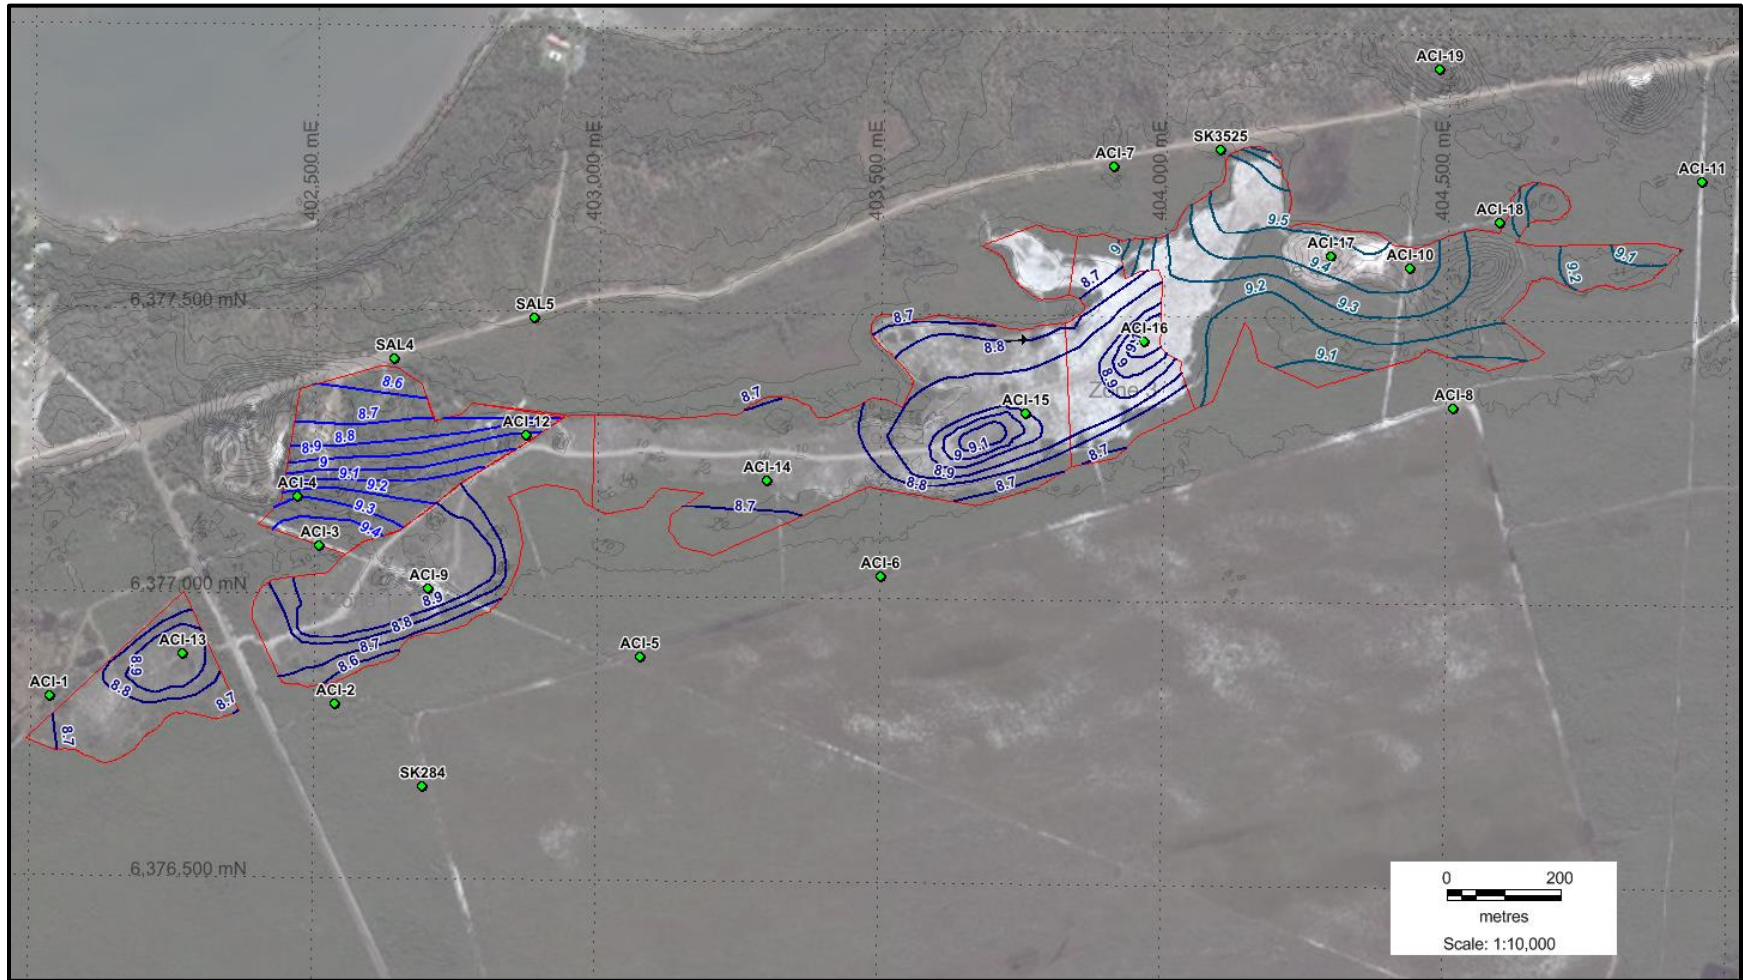 ACI-19
SK3525
ACI-7
ACI-11
402,500 mE
403,000 mE
403,500 mE
404,000 mE
404,500 mE
ACI-18
9.5
9
ACI-17
9.4
ACI-10
9.2
9.1
8.7
9.2
9.3
6,377,500 mN
SAL5
8.7
ACI-16
8.8
9
8.9
9.1
SAL4
8.6
8.7
8.7
Zone 3
ACI-8
ACI-15
ACI-12
8.8
8.9
9.1
9
9
9.1
8.9
8.7
ACI-14
9.2
8.8
8.7
ACI-4
9.3
8.7
9.4
ACI-3
ACI-6
6,377,000 mN
ACI-9
8.9
8.8
ACI-13
8.7
8.6
8.9
8.8
ACI-5
ACI-1
ACI-2
8.7
8.7
SK284
6,376,500 mN
0 200
metres
Scale: 1:10,000